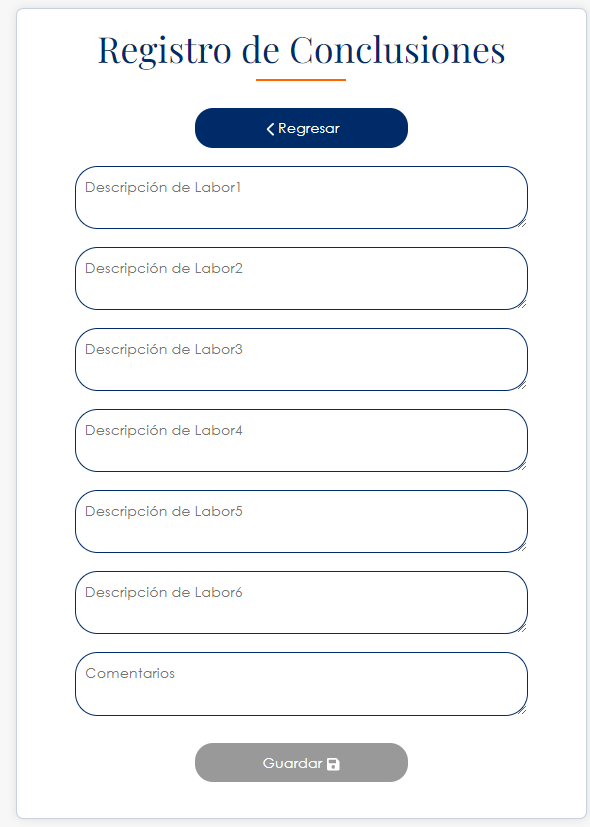 Registro de Conclusiones
Regresar
Descripción de Labor1
Descripción de Labor2
Descripción de Labor3
Descripción de Labor4
Descripción de Labor5
Descripción de Labor6
Comentarios
Guardar